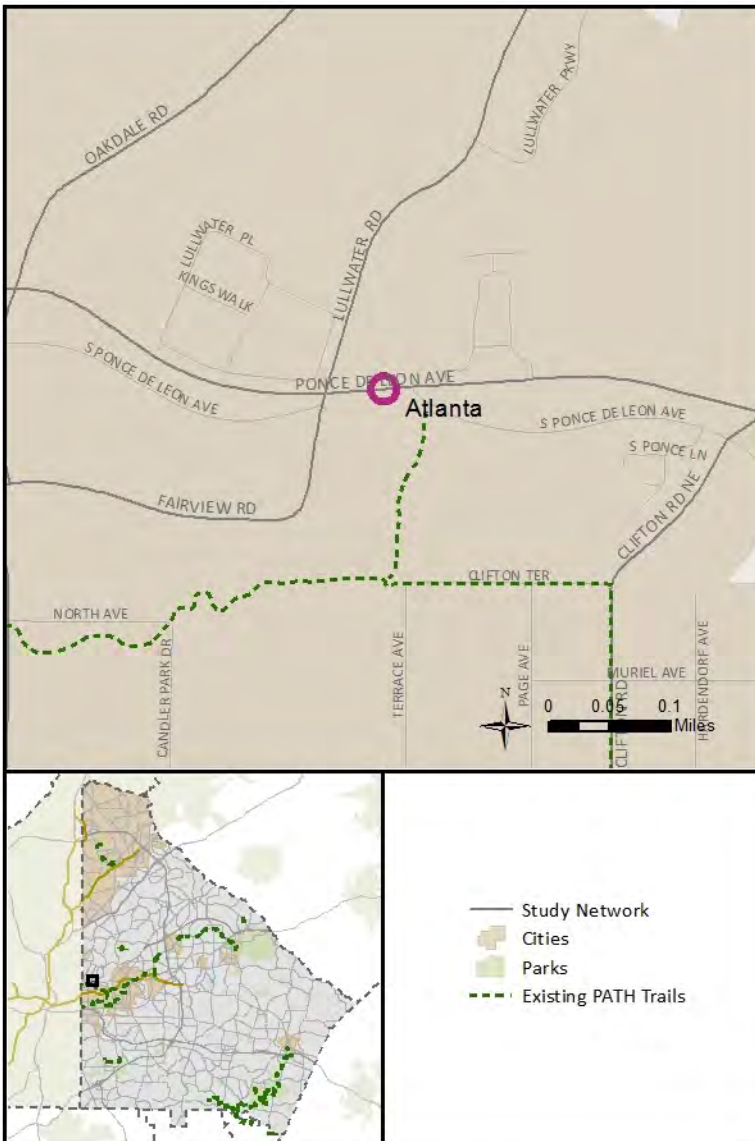 LULLWATER PKWY
OAKDALE RD
LULLWATER RD
LULLWATER PL
KINGS WALK
PONCE DE LEON AVE
S PONCE DE LEON AVE
Atlanta
S PONCE DE LEON AVE
S PONCE LN
CLIFTON RD NE
FAIRVIEW RD
CLIFTON TER
NORTH AVE
CANDLER PARK DR
TERRACE AVE
PAGE AVE
MURIEL AVE
CLIFTON RD
HARDENDORF AVE
N
0 0.05 0.1
Miles
Study Network
Cities
Parks
Existing PATH Trails